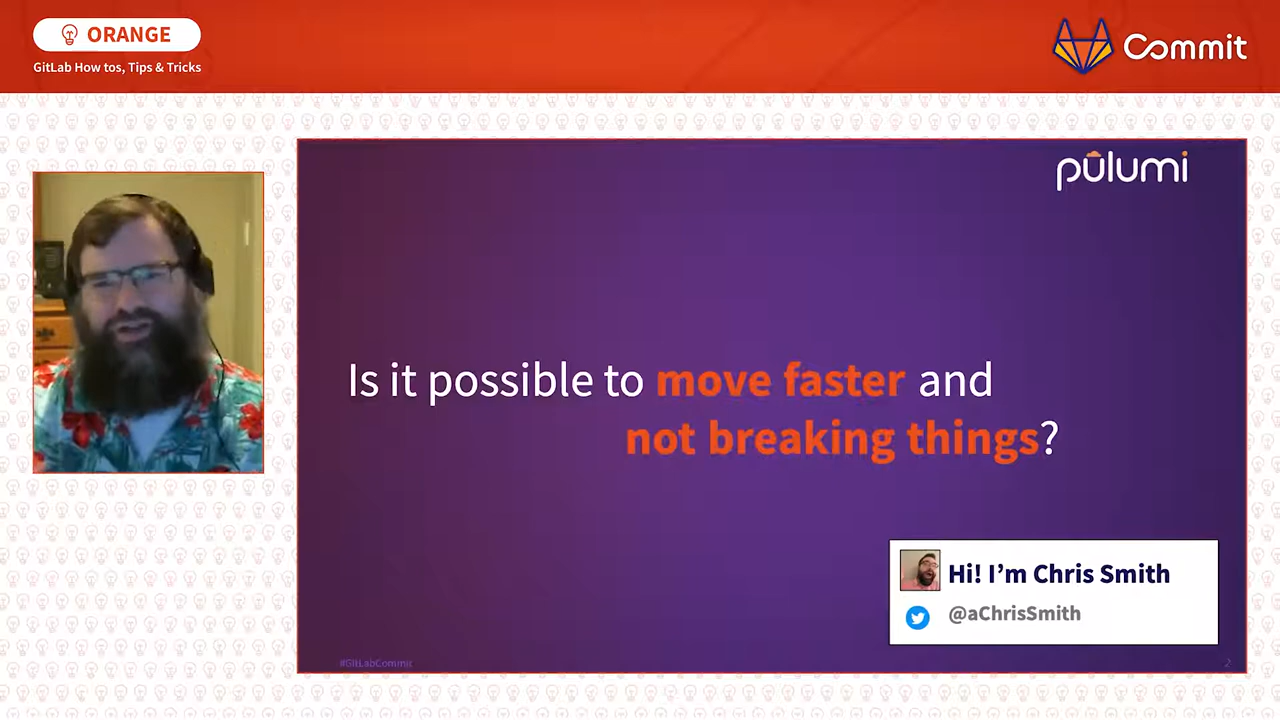 ORANGE
GitLab How tos, Tips & Tricks
Commit
pulumi
Is it possible to move faster and
not breaking things?
Hi! I’m Chris Smith
@aChrisSmith
#GitLabCommit
2